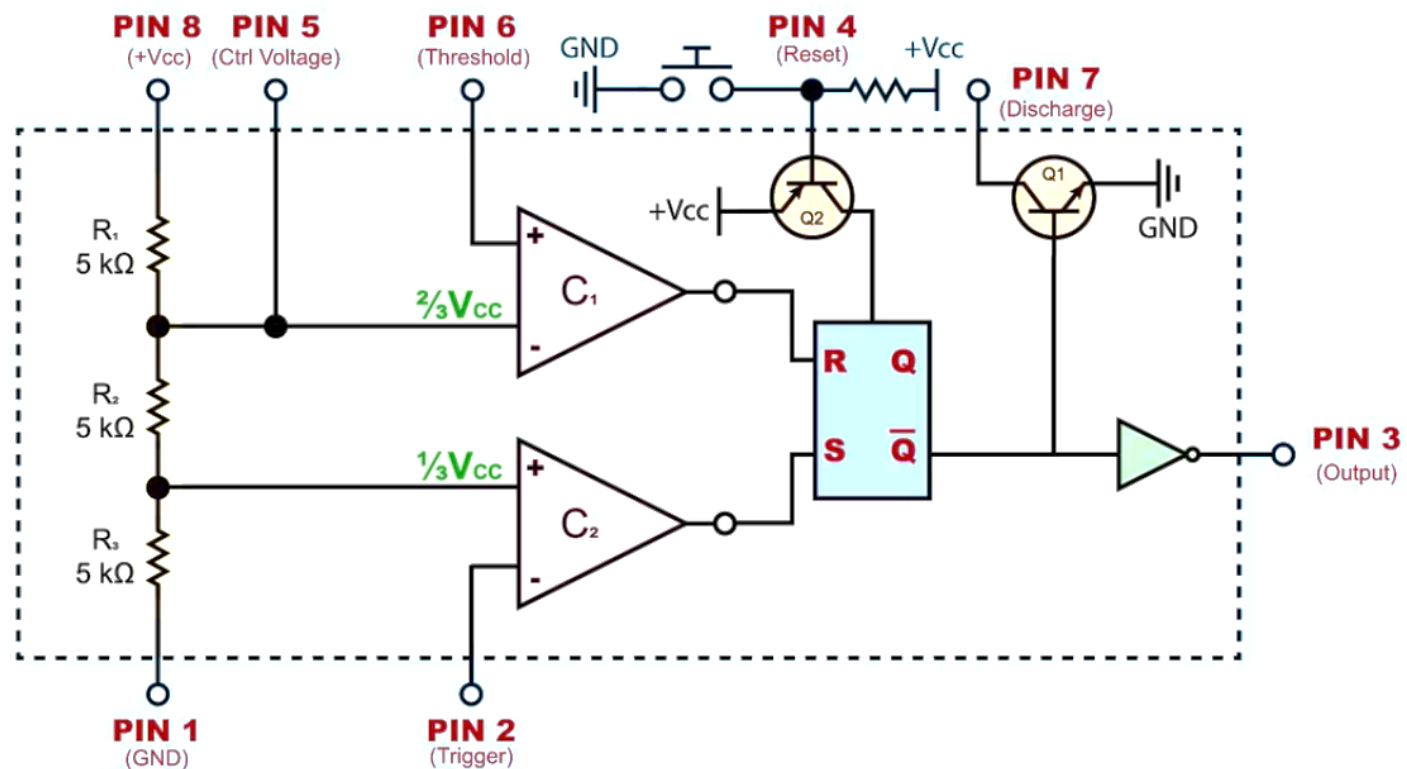 PIN 8
(+Vcc)
PIN 5
(Ctrl Voltage)
PIN 6
(Threshold)
GND
PIN 4
(Reset)
+Vcc
PIN 7
(Discharge)
R₁
5 kΩ
+Vcc
Q2
Q1
GND
+
C₁
-
⅔Vcc
R
Q
S
Q̅
R₂
5 kΩ
⅓Vcc
+
C₂
-
PIN 3
(Output)
R₃
5 kΩ
PIN 1
(GND)
PIN 2
(Trigger)